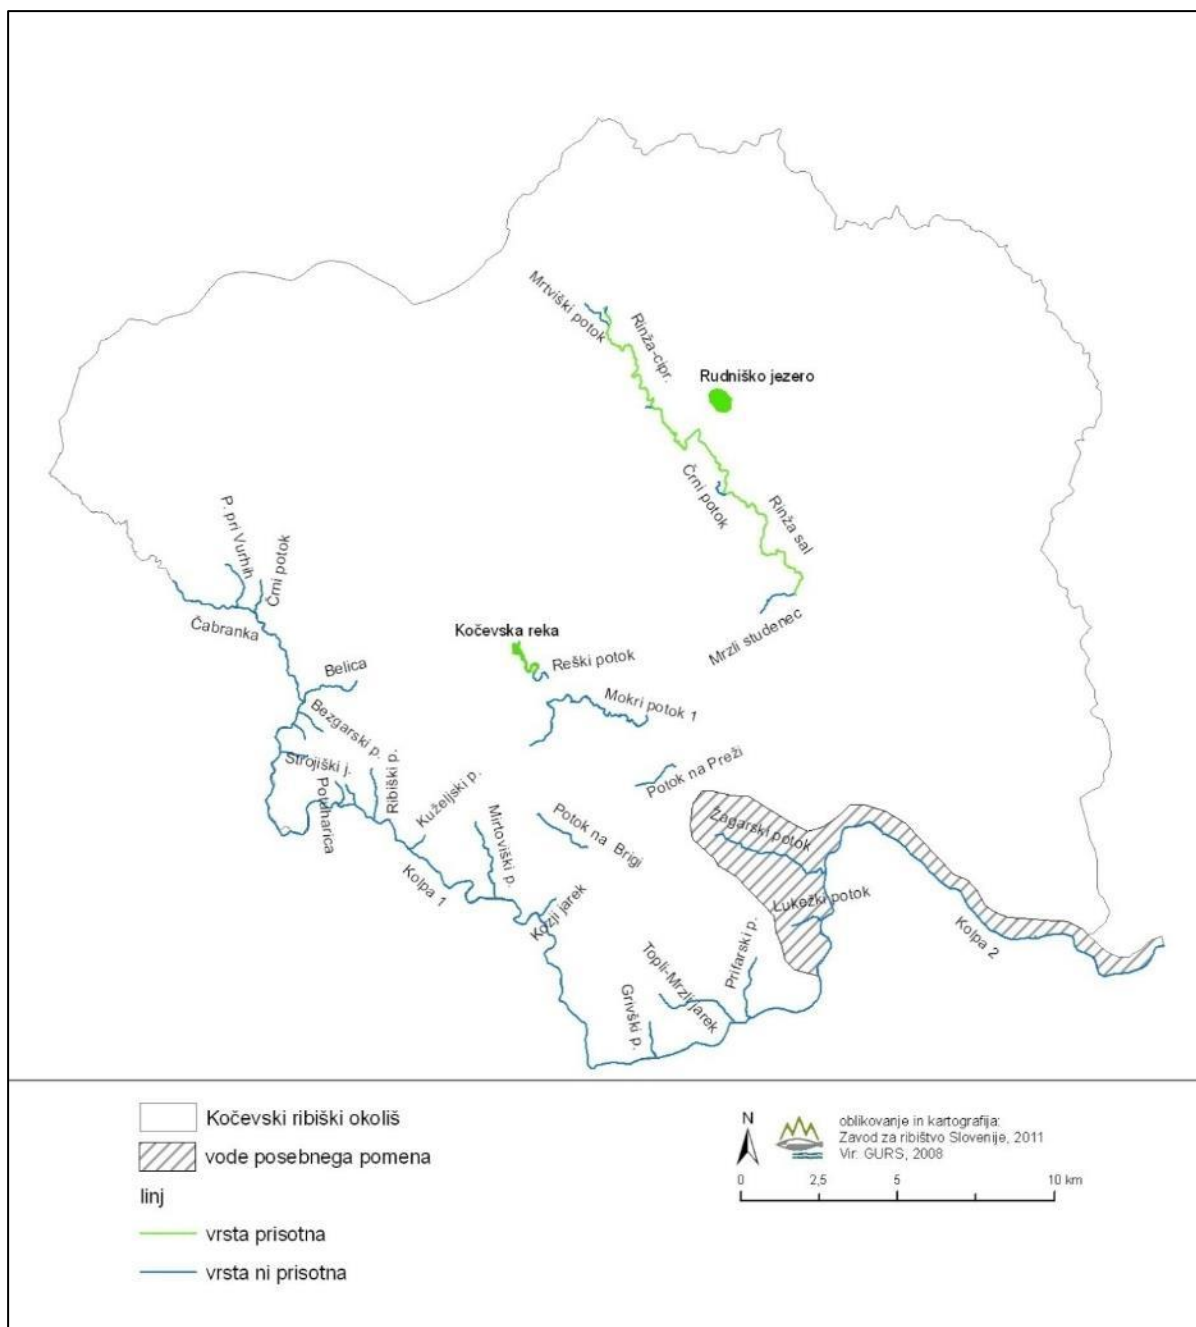 Mrtviški potok
Rinža-cipr.
Rudniško jezero
Črni potok
Rinža sal
Mrzli studenec
P. pri Vurhih
Črni potok
Čabranka
Kočevska reka
Reški potok
Belica
Mokri potok 1
Bezgarski p.
Strojiški j.
Potuharica
Ribiški p.
Kuželjski p.
Potok na Preži
Mirtoviški p.
Potok na Brigi
Žagarski potok
Kolpa 1
Kozji jarek
Lukežki potok
Kolpa 2
Prifarski p.
Topli-Mrzli jarek
Grivški p.
Kočevski ribiški okoliš
vode posebnega pomena
linj
vrsta prisotna
vrsta ni prisotna
N
oblikovanje in kartografija:
Zavod za ribištvo Slovenije, 2011
Vir. GURS, 2008
0 2,5 5 10 km